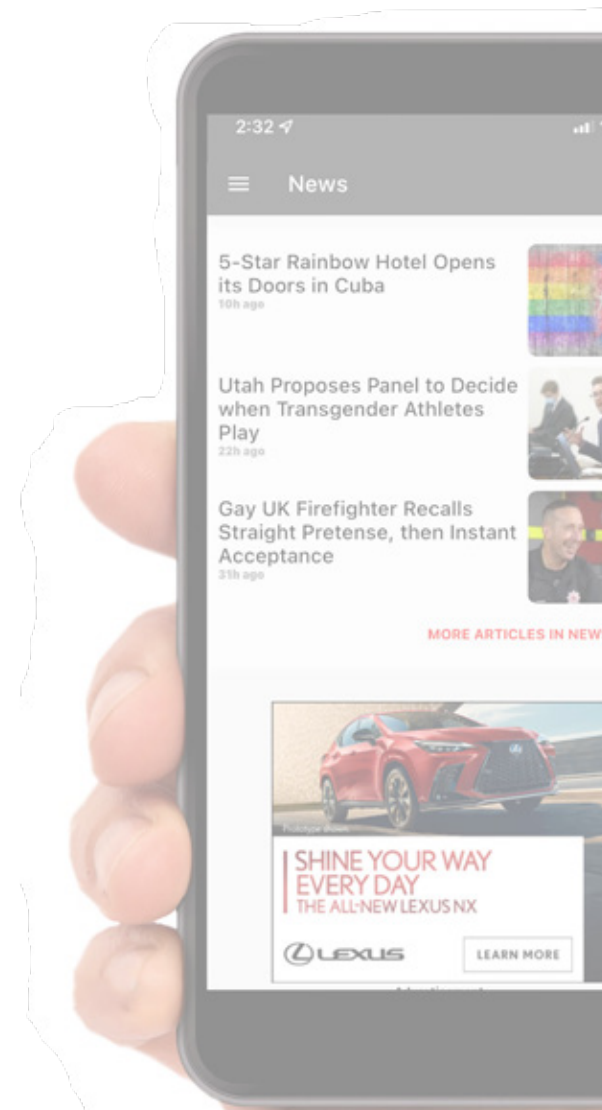 2:32
News
5-Star Rainbow Hotel Opens
its Doors in Cuba
10h ago
Utah Proposes Panel to Decide
when Transgender Athletes
Play
22h ago
Gay UK Firefighter Recalls
Straight Pretense, then Instant
Acceptance
31h ago
MORE ARTICLES IN NEW
Prototype shown
SHINE YOUR WAY
EVERY DAY
THE ALL-NEW LEXUS NX
LEXUS
LEARN MORE